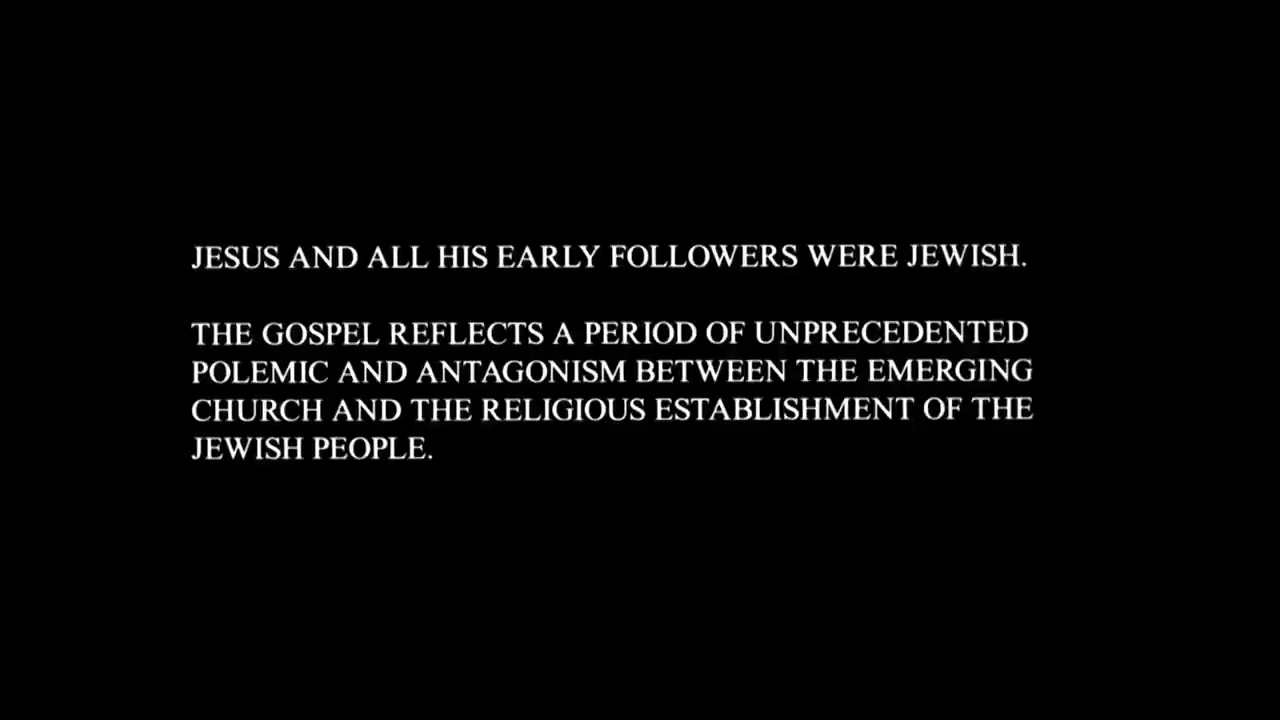 JESUS AND ALL HIS EARLY FOLLOWERS WERE JEWISH.
THE GOSPEL REFLECTS A PERIOD OF UNPRECEDENTED
POLEMIC AND ANTAGONISM BETWEEN THE EMERGING
CHURCH AND THE RELIGIOUS ESTABLISHMENT OF THE
JEWISH PEOPLE.